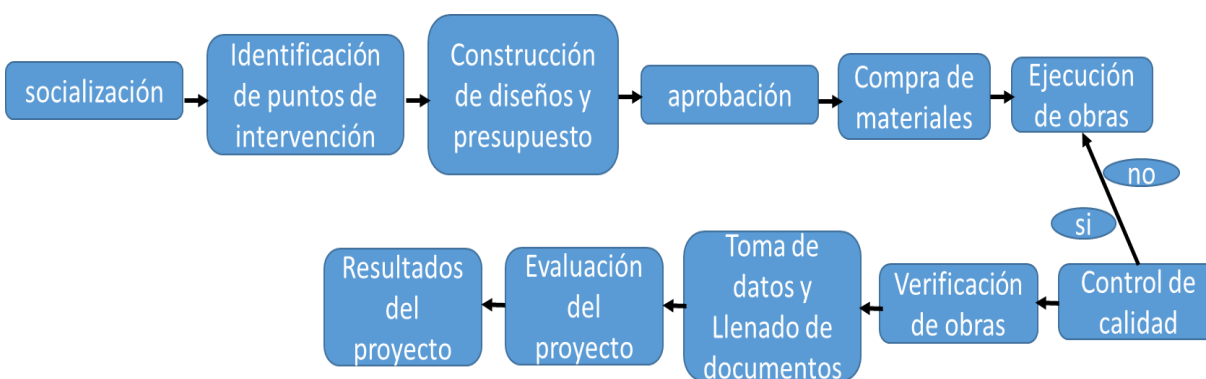 socialización
Identificación
de puntos de
intervención
Construcción
de diseños y
presupuesto
aprobación
Compra de
materiales
Ejecución
de obras
no
si
Control de
calidad
Verificación
de obras
Toma de
datos y
Llenado de
documentos
Evaluación
del
proyecto
Resultados
del
proyecto